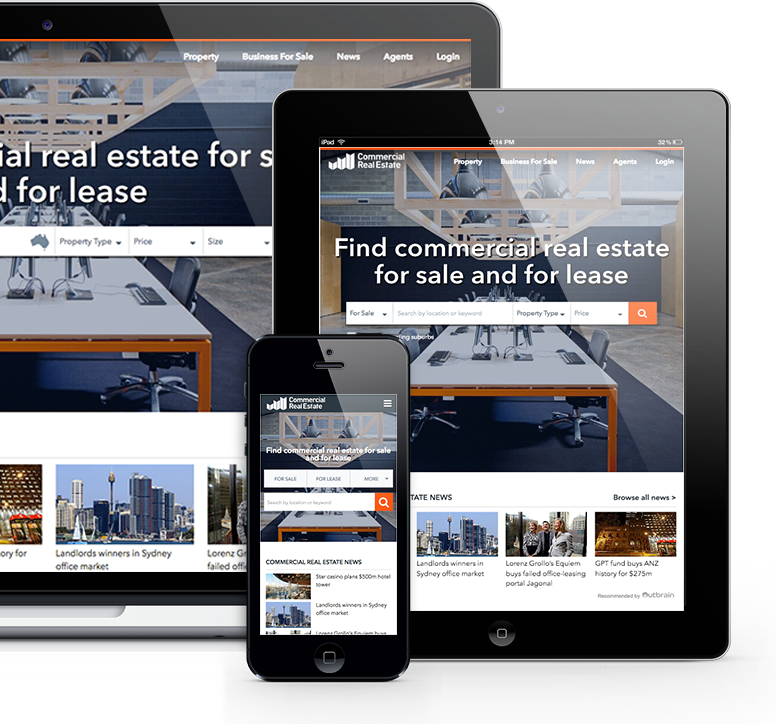 Property Business For Sale News Agents Login
ial real estate for s
d for lease
Property Type Price Size
Landlords winners in Sydney
office market
ory for
Lorenz G
failed offi
iPad 3:14 PM 32%
Commercial
Real Estate
Property Business For Sale News Agents Login
Find commercial real estate
for sale and for lease
For Sale Search by location or keyword Property Type Price
ing suburbs
TATE NEWS Browse all news >
Landlords winners in
Sydney office market
Lorenz Grollo's Equiem
buys failed office-leasing
portal Jagonal
GPT fund buys ANZ
history for $275m
Recommended by Outbrain
Commercial
Real Estate
Find commercial real estate for sale
and for lease
FOR SALE FOR LEASE MORE
Search by location or keyword
COMMERCIAL REAL ESTATE NEWS
Star casino plans $500m hotel
tower
Landlords winners in Sydney
office market
Lorenz Grollo's Equiem buys